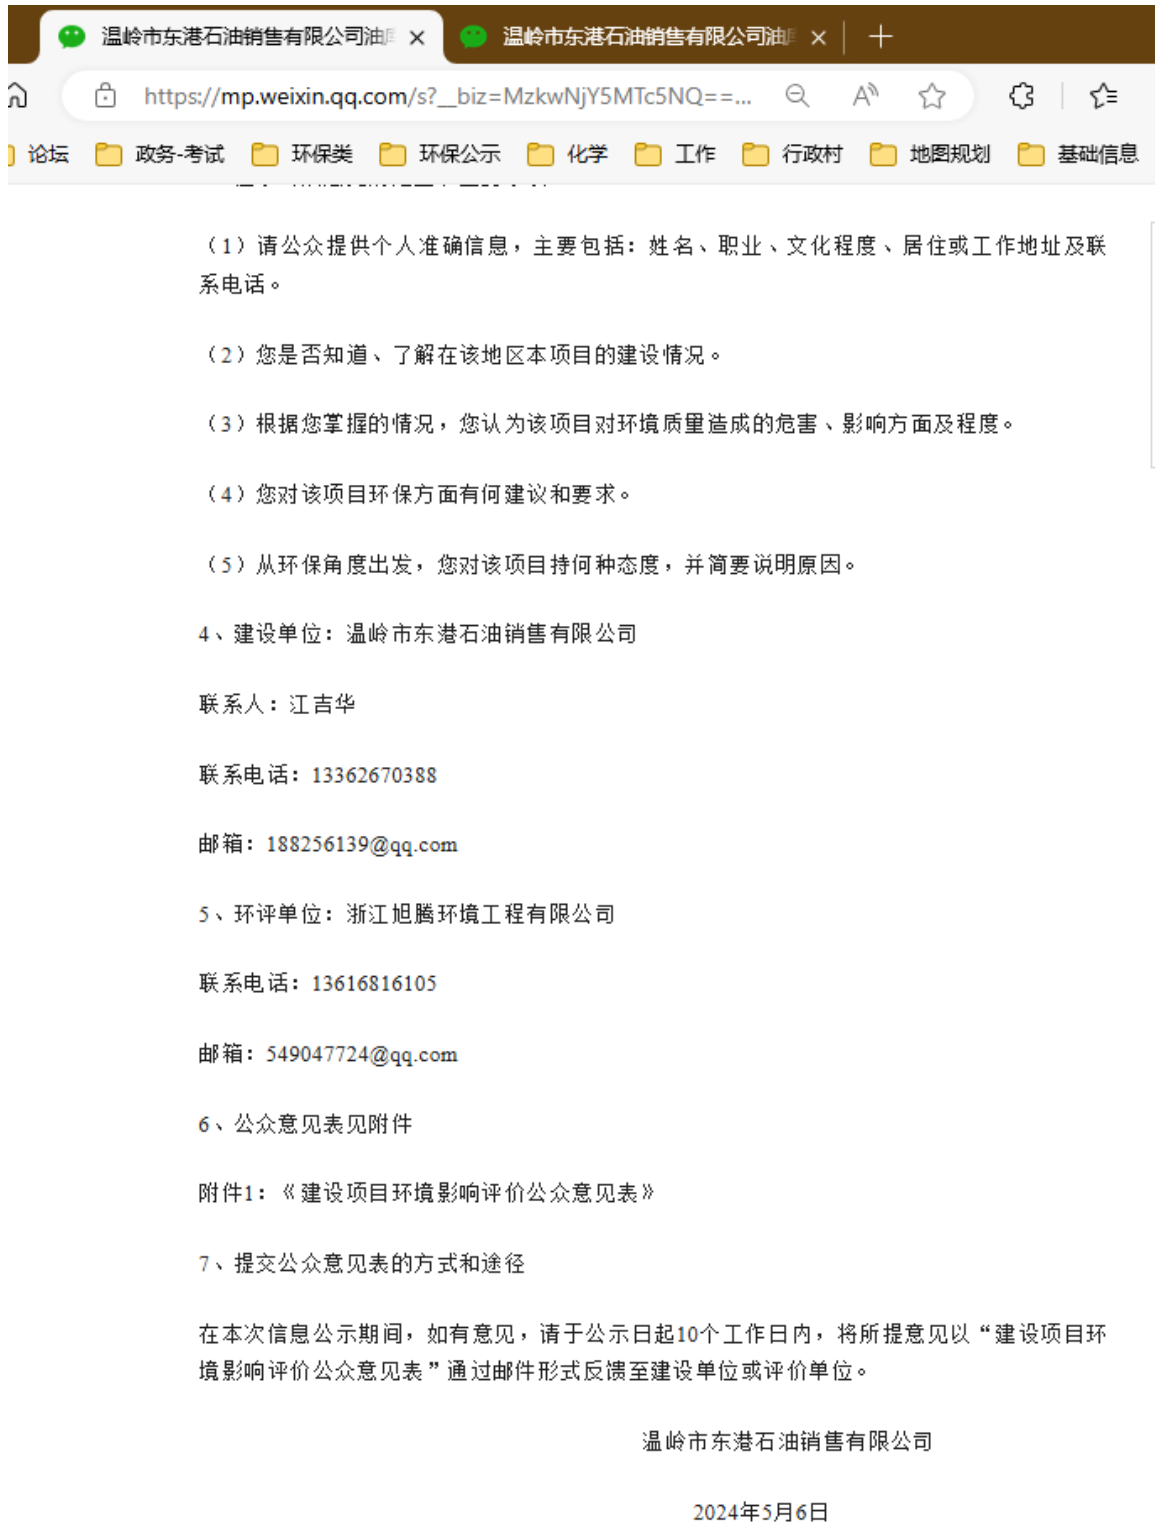 温岭市东港石油销售有限公司油库
温岭市东港石油销售有限公司油库
https://mp.weixin.qq.com/s?__biz=MzkwNjY5MTc5NQ==...
论坛 政务-考试 环保类 环保公示 化学 工作 行政村 地图规划 基础信息
（1）请公众提供个人准确信息，主要包括：姓名、职业、文化程度、居住或工作地址及联
系电话。
（2）您是否知道、了解在该地区本项目的建设情况。
（3）根据您掌握的情况，您认为该项目对环境质量造成的危害、影响方面及程度。
（4）您对该项目环保方面有何建议和要求。
（5）从环保角度出发，您对该项目持何种态度，并简要说明原因。
4、建设单位：温岭市东港石油销售有限公司
联系人：江吉华
联系电话：13362670388
邮箱：188256139@qq.com
5、环评单位：浙江旭腾环境工程有限公司
联系电话：13616816105
邮箱：549047724@qq.com
6、公众意见表见附件
附件1：《建设项目环境影响评价公众意见表》
7、提交公众意见表的方式和途径
在本次信息公示期间，如有意见，请于公示日起10个工作日内，将所提意见以“建设项目环
境影响评价公众意见表”通过邮件形式反馈至建设单位或评价单位。
温岭市东港石油销售有限公司
2024年5月6日